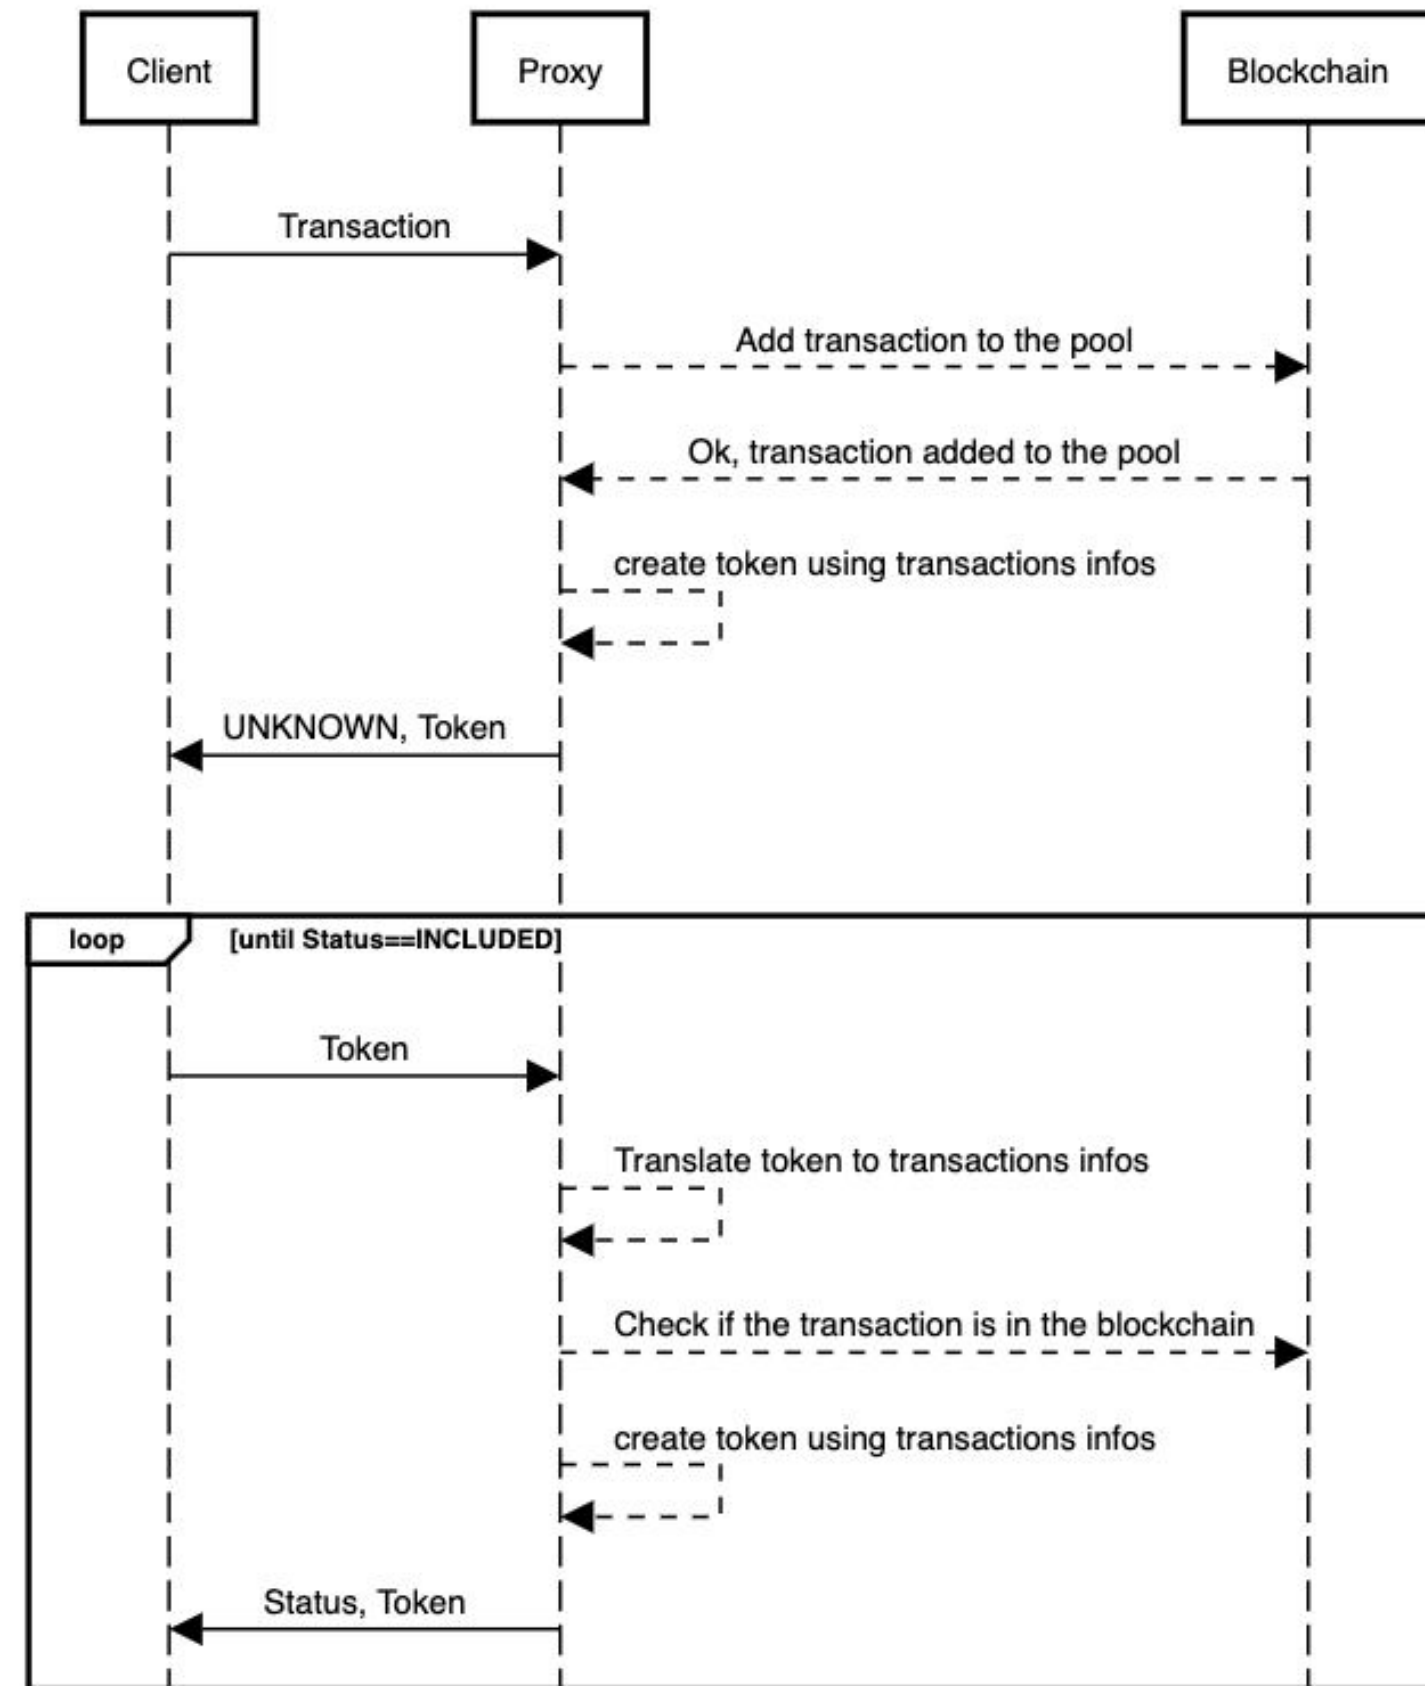 Client
Proxy
Blockchain
Transaction
Add transaction to the pool
Ok, transaction added to the pool
create token using transactions infos
UNKNOWN, Token
loop
[until Status==INCLUDED]
Token
Translate token to transactions infos
Check if the transaction is in the blockchain
create token using transactions infos
Status, Token